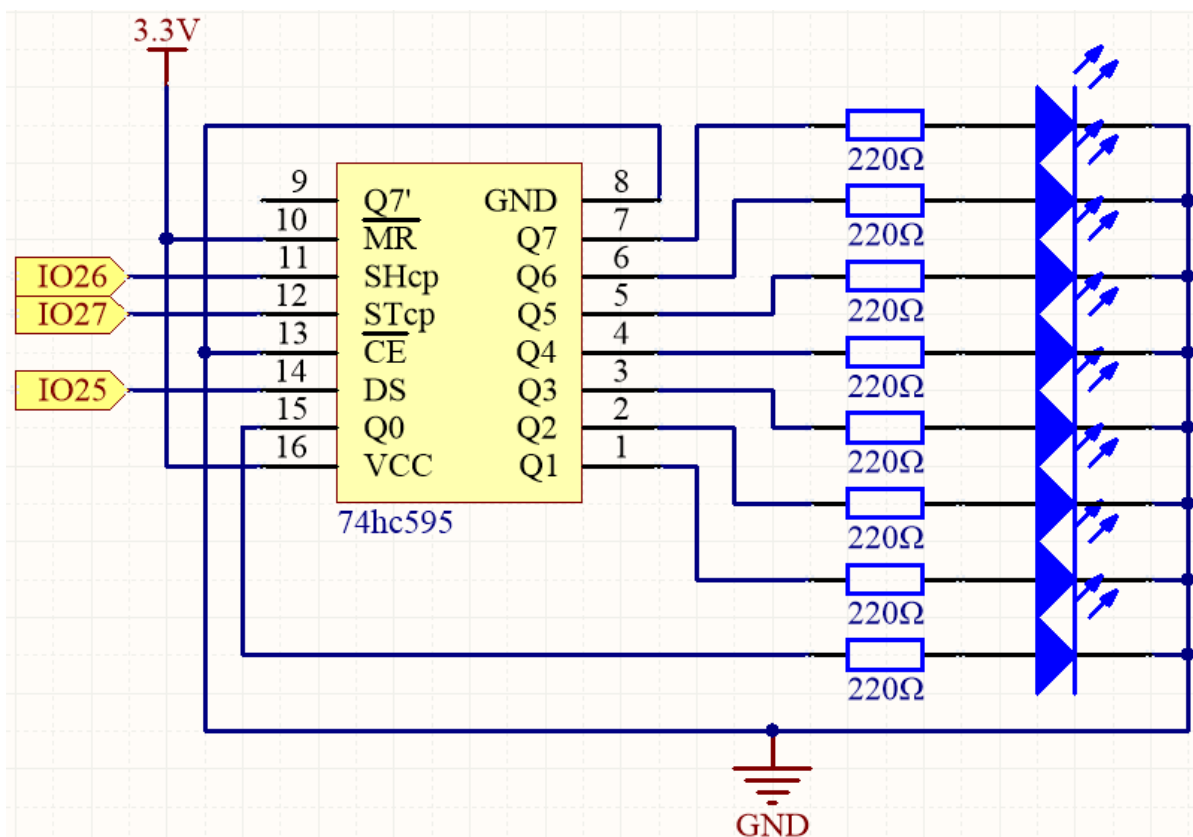 3.3V
9 Q7' GND 8
10 MR Q7 7
IO26 11 SHcp Q6 6
IO27 12 STcp Q5 5
13 CE Q4 4
IO25 14 DS Q3 3
15 Q0 Q2 2
16 VCC Q1 1
74hc595
220Ω
220Ω
220Ω
220Ω
220Ω
220Ω
220Ω
220Ω
GND